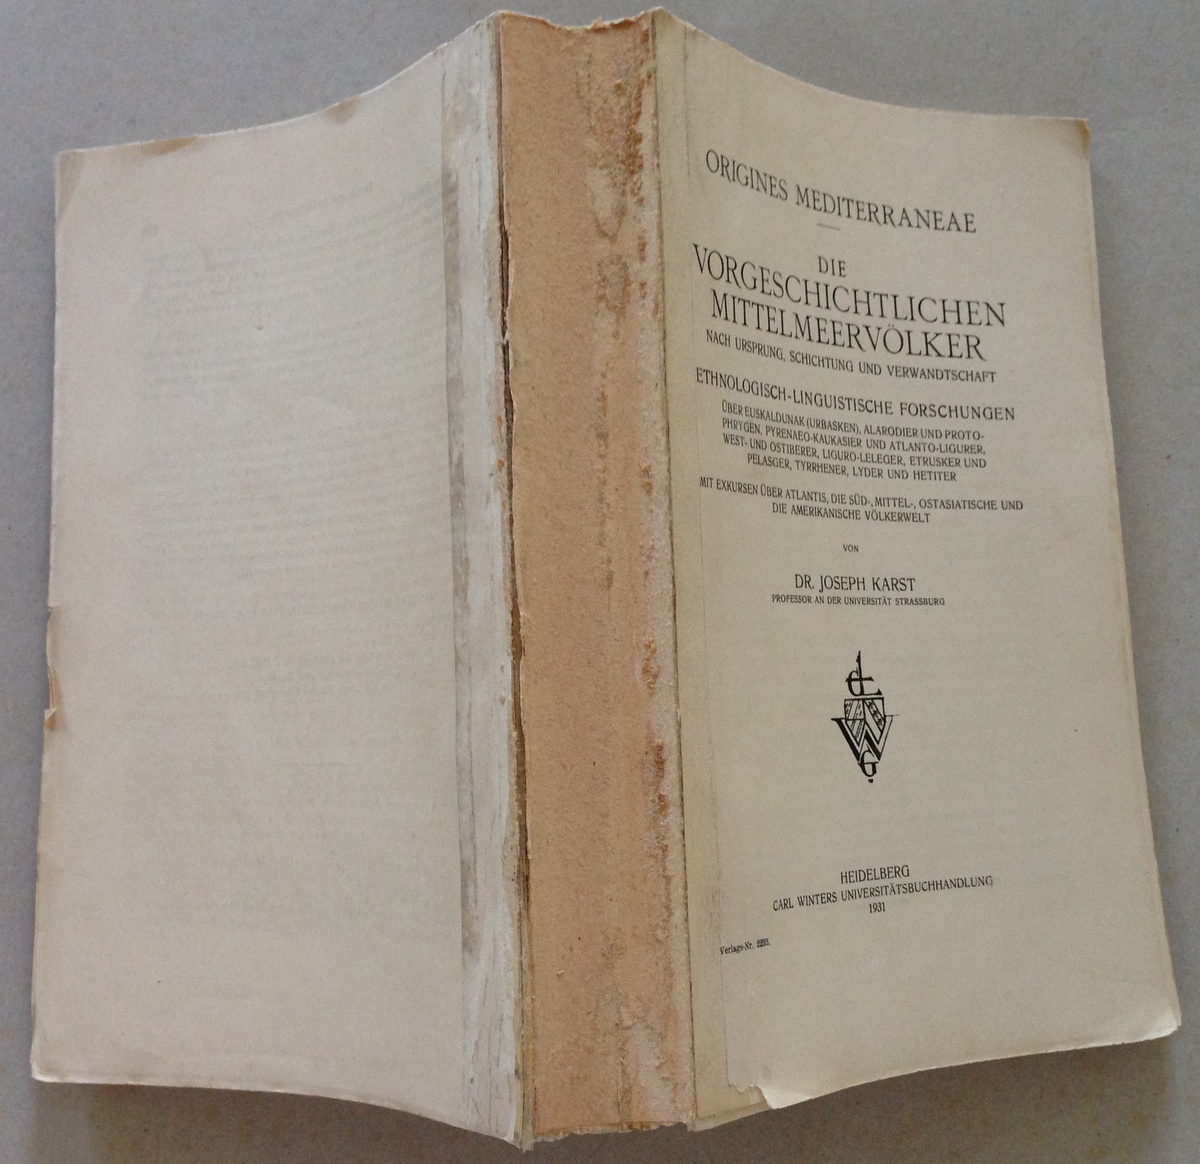 ORIGINES MEDITERRANEAE
DIE
VORGESCHICHTLICHEN
MITTELMEERVÖLKER
NACH URSPRUNG, SCHICHTUNG UND VERWANDTSCHAFT
ETHNOLOGISCH-LINGUISTISCHE FORSCHUNGEN
ÜBER EUSKALDUNAK (URBASKEN), ALARODIER UND PROTO-
PHRYGEN, PYRENAEO-KAUKASIER UND ATLANTO-LIGURER,
WEST- UND OSTIBERER, LIGURO-LELEGER, ETRUSKER UND
PELASGER, TYRRHENER, LYDER UND HETITER
MIT EXKURSEN ÜBER ATLANTIS, DIE SÜD-, MITTEL-, OSTASIATISCHE UND
DIE AMERIKANISCHE VÖLKERWELT
VON
DR. JOSEPH KARST
PROFESSOR AN DER UNIVERSITÄT STRASSBURG
HEIDELBERG
CARL WINTERS UNIVERSITÄTSBUCHHANDLUNG
1931
Verlags-Nr.